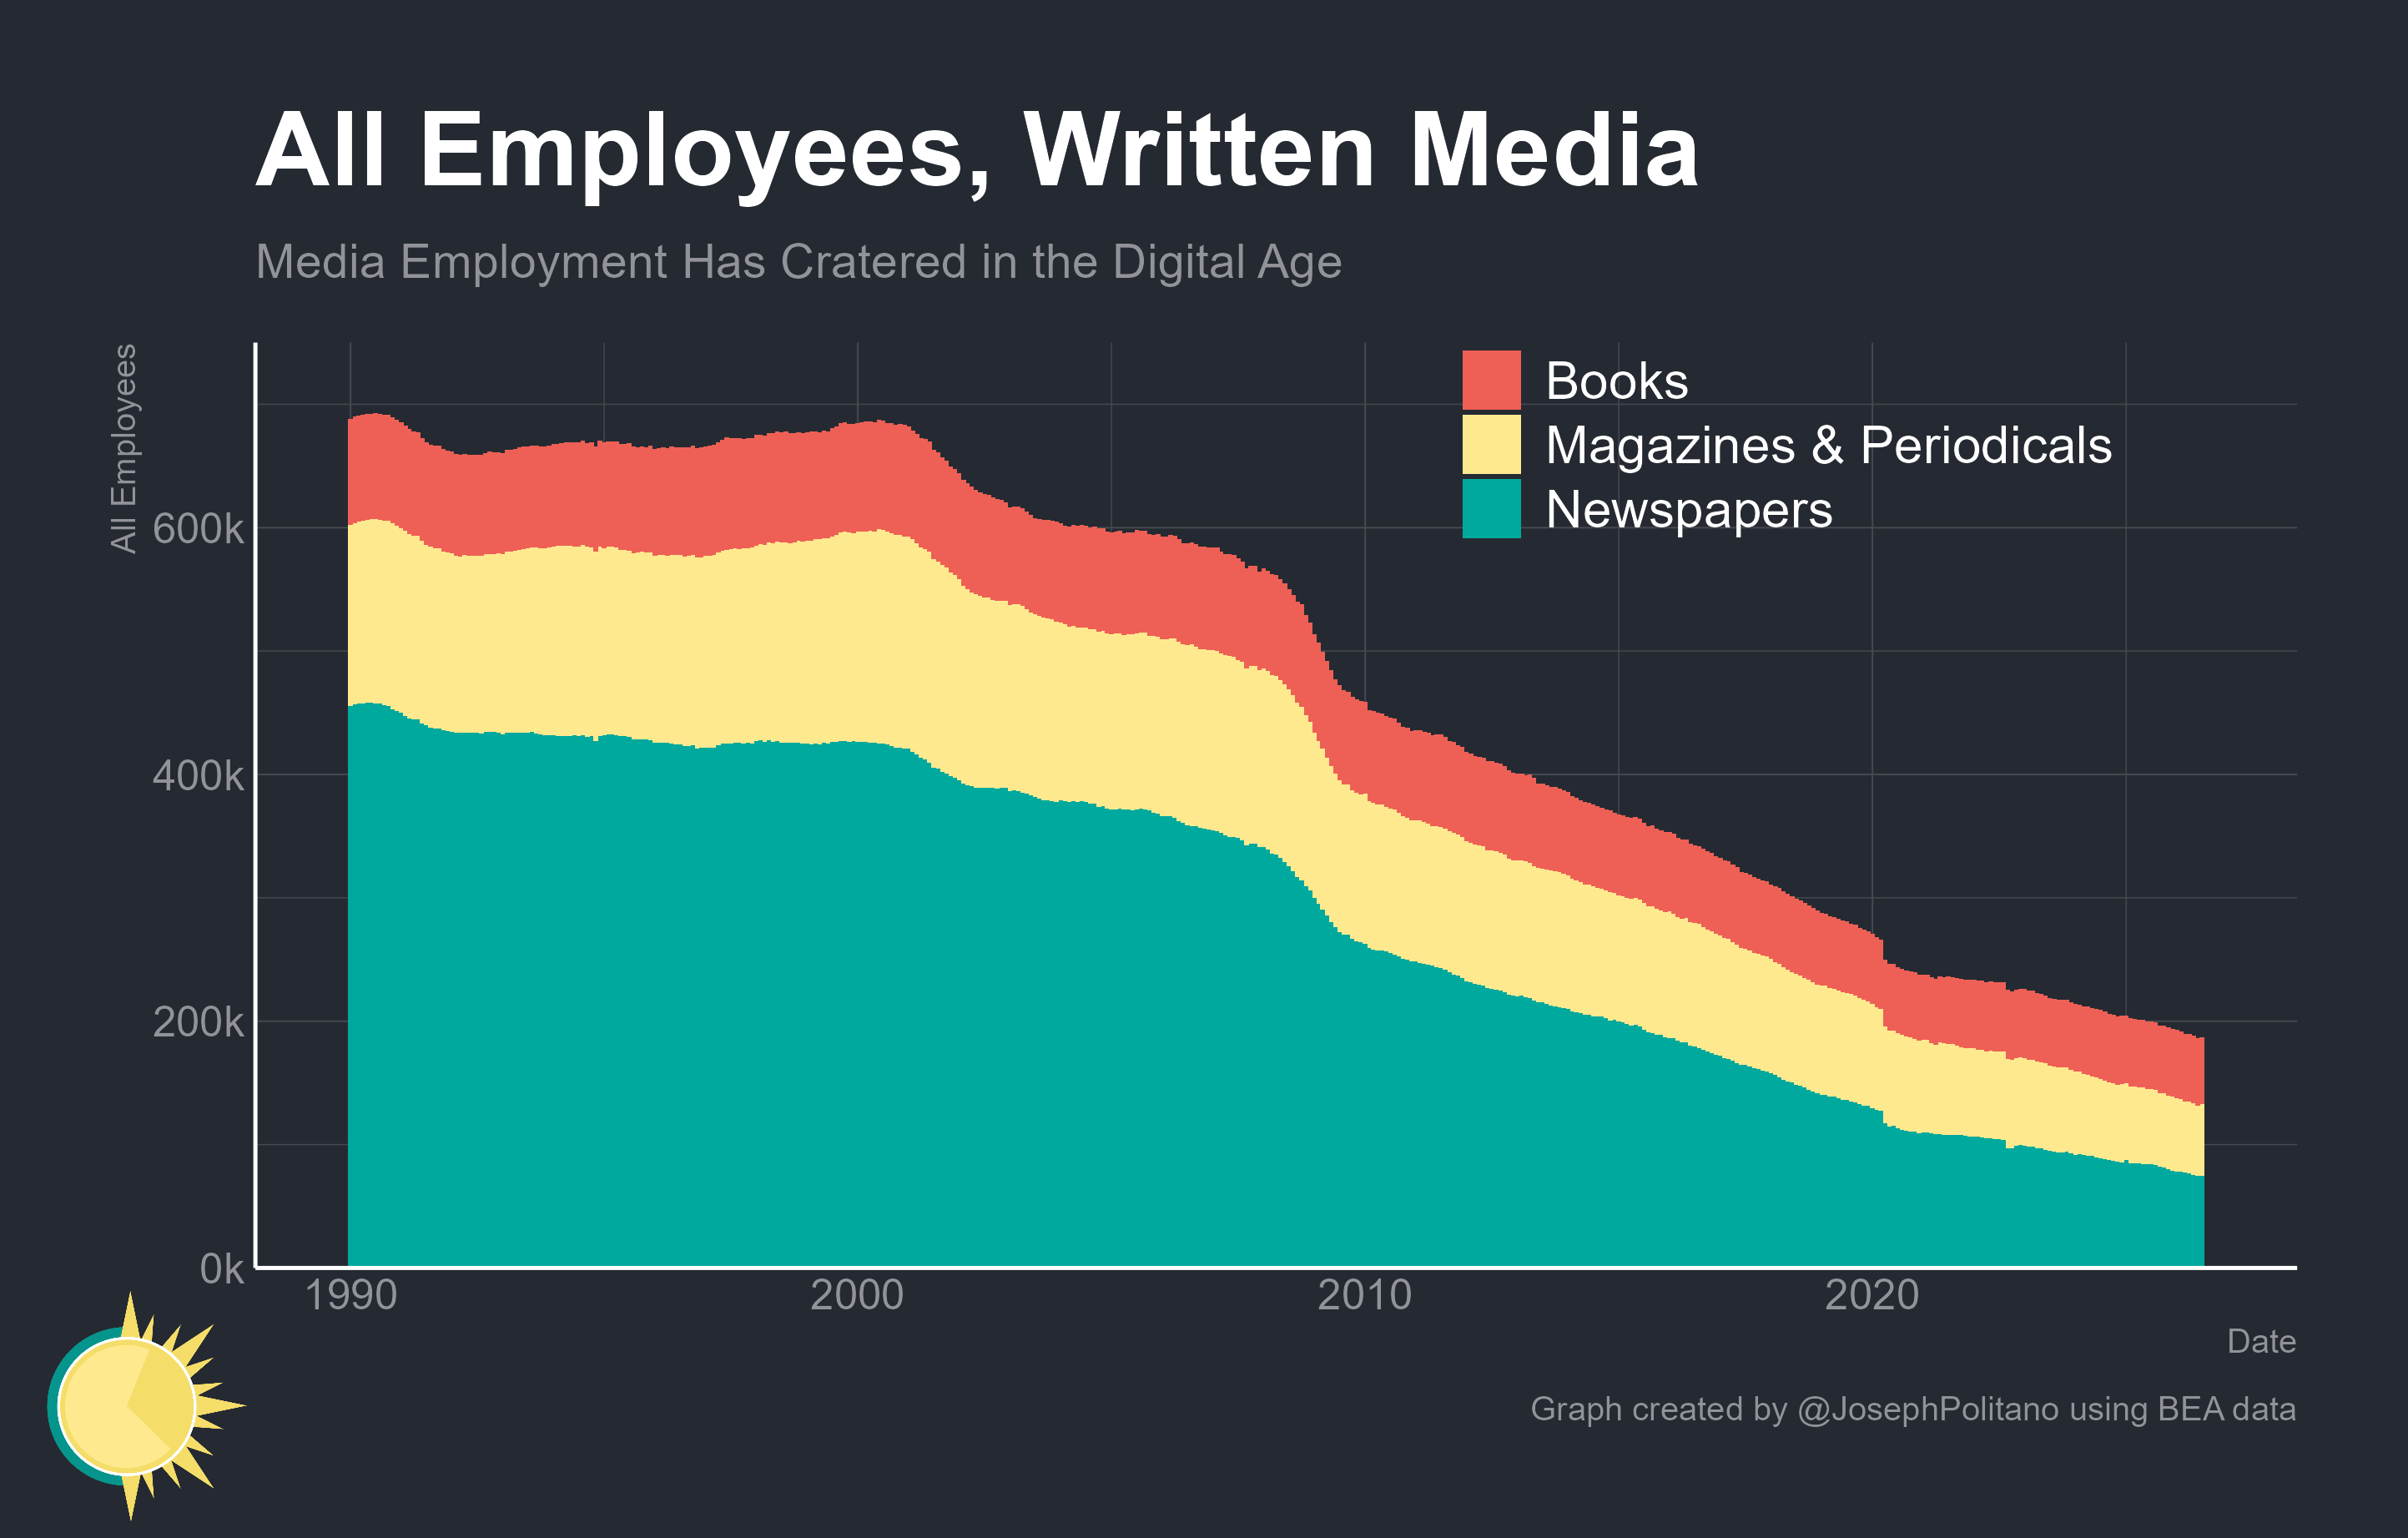 All Employees, Written Media
Media Employment Has Cratered in the Digital Age
All Employees
Books
Magazines & Periodicals
Newspapers
600k
400k
200k
0k
1990 2000 2010 2020
Date
Graph created by @JosephPolitano using BEA data